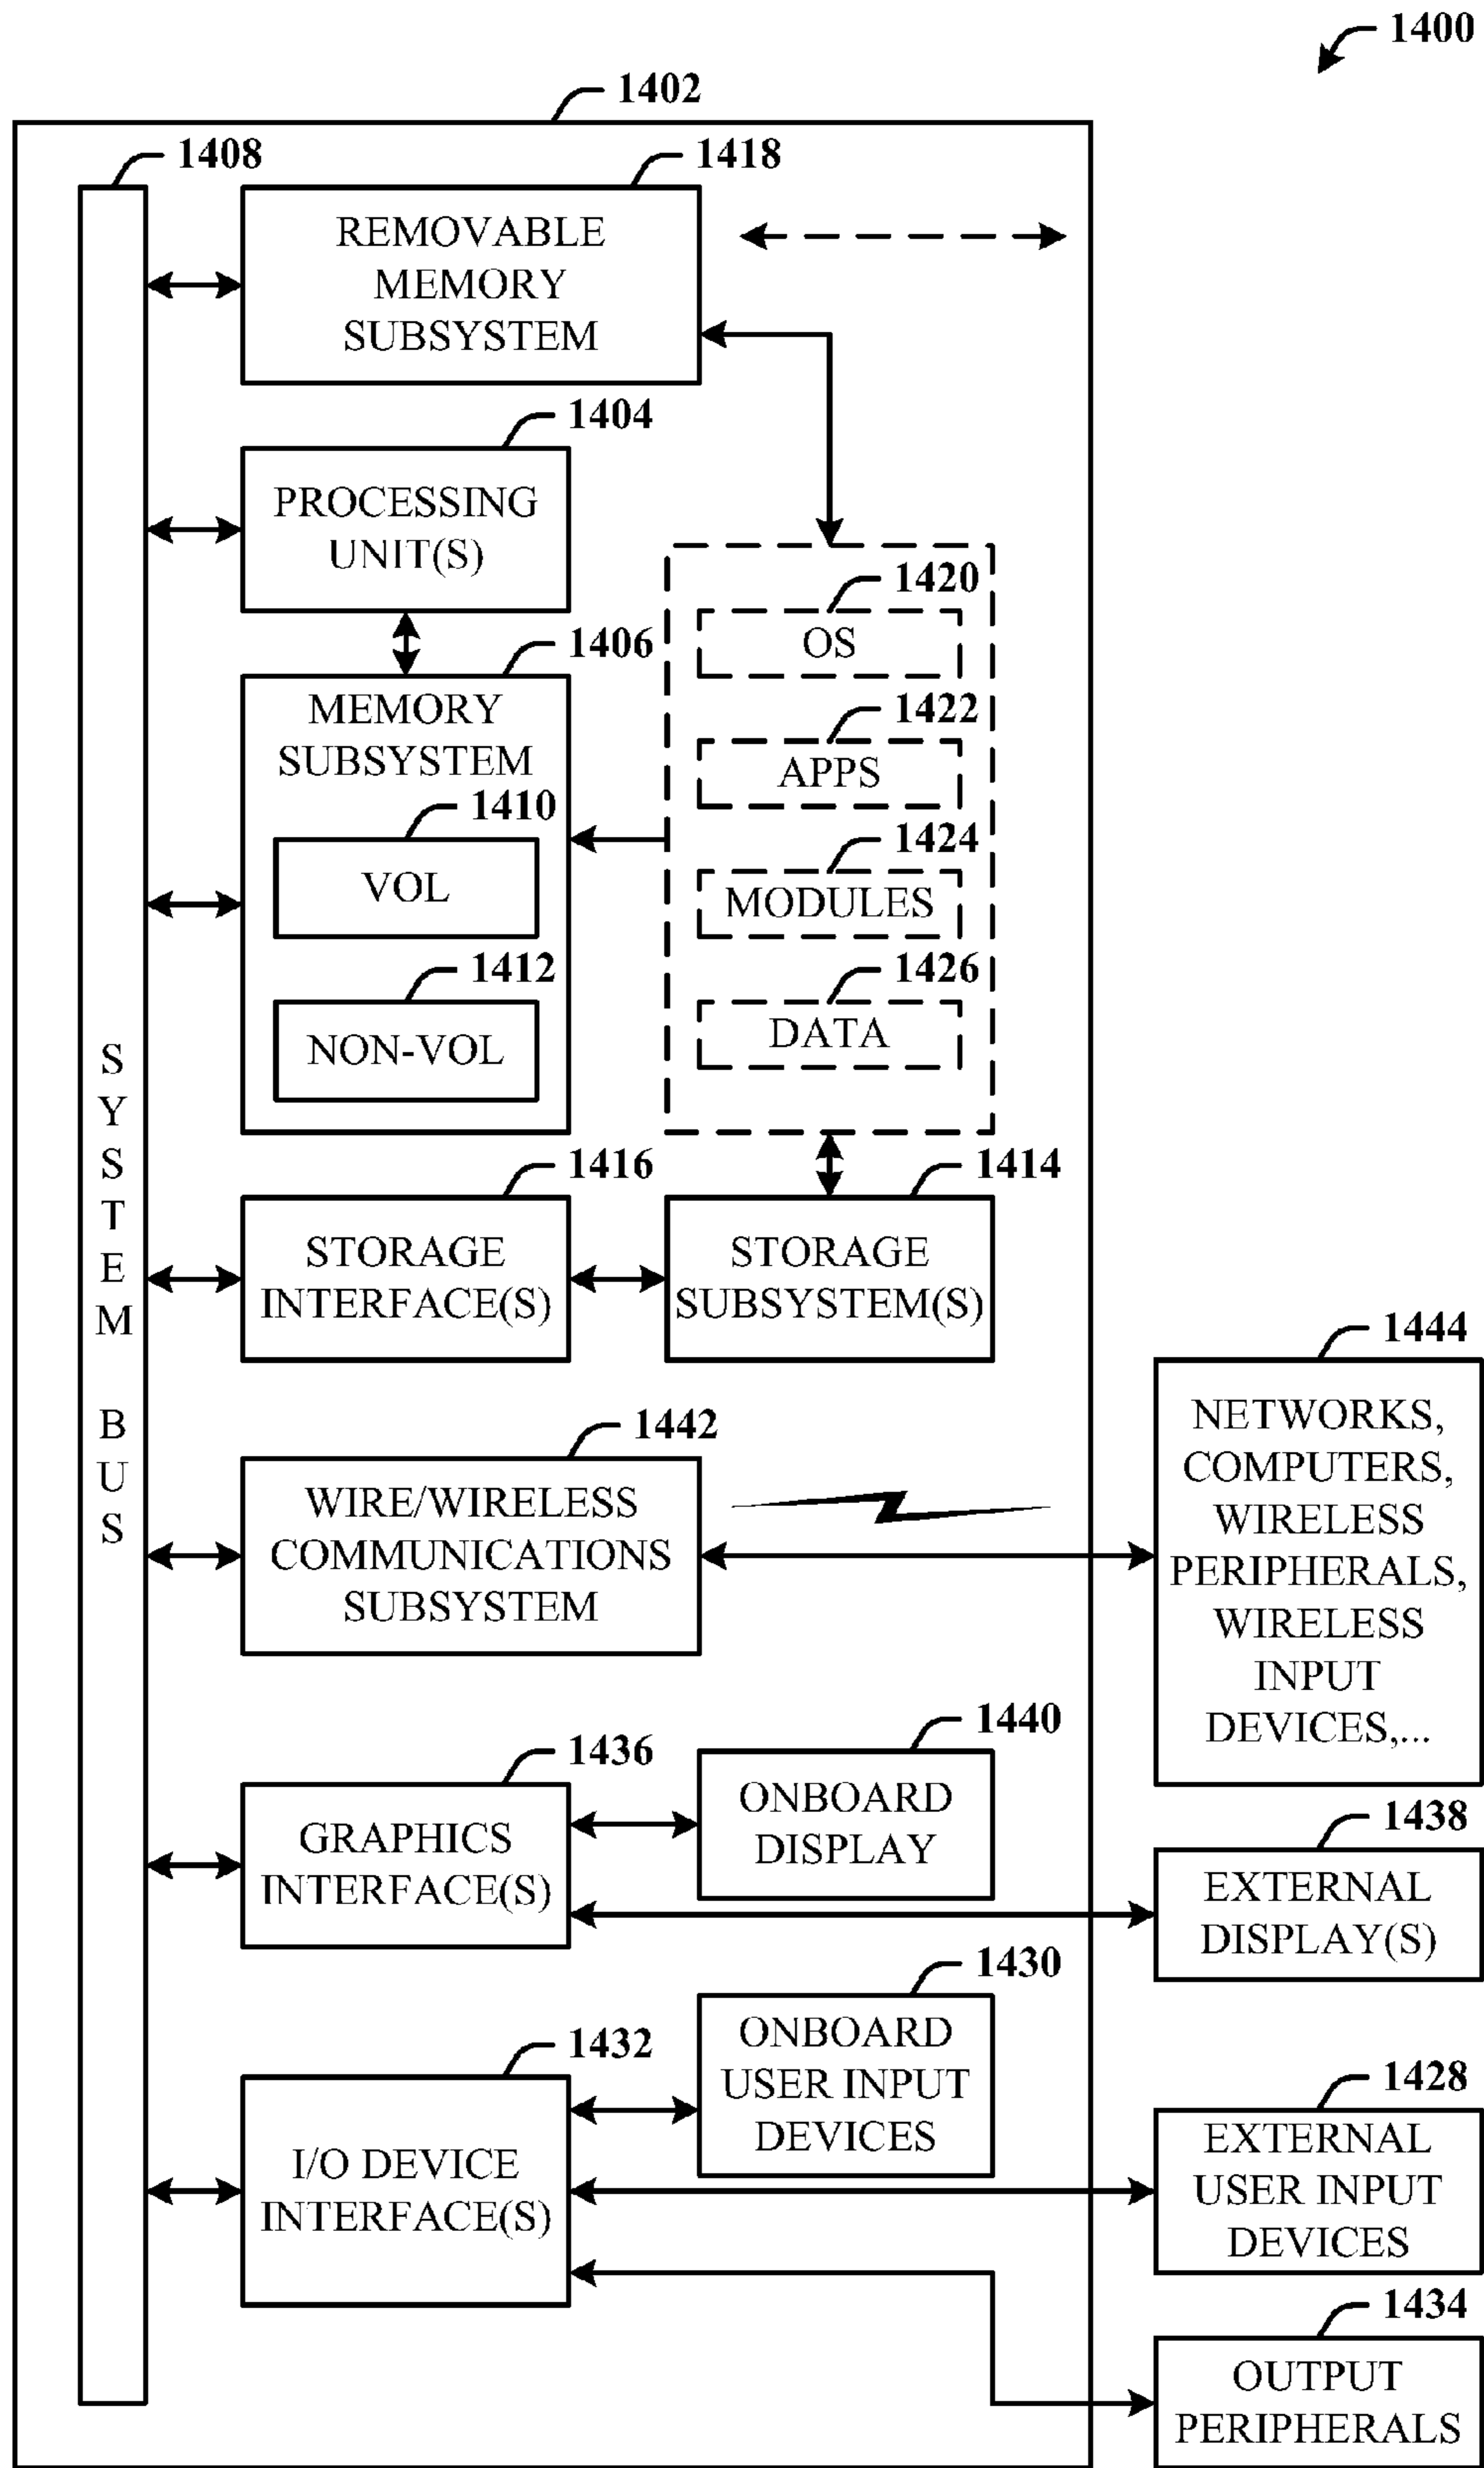 1400
1402
1408
1418
REMOVABLE
MEMORY
SUBSYSTEM
1404
PROCESSING
UNIT(S)
1406
MEMORY
SUBSYSTEM
1410
VOL
1412
NON-VOL
1420
OS
1422
APPS
1424
MODULES
1426
DATA
SYSTEM BUS
1416
STORAGE
INTERFACE(S)
1414
STORAGE
SUBSYSTEM(S)
1442
WIRE/WIRELESS
COMMUNICATIONS
SUBSYSTEM
1444
NETWORKS,
COMPUTERS,
WIRELESS
PERIPHERALS,
WIRELESS
INPUT
DEVICES,...
1436
GRAPHICS
INTERFACE(S)
1440
ONBOARD
DISPLAY
1438
EXTERNAL
DISPLAY(S)
1432
I/O DEVICE
INTERFACE(S)
1430
ONBOARD
USER INPUT
DEVICES
1428
EXTERNAL
USER INPUT
DEVICES
1434
OUTPUT
PERIPHERALS